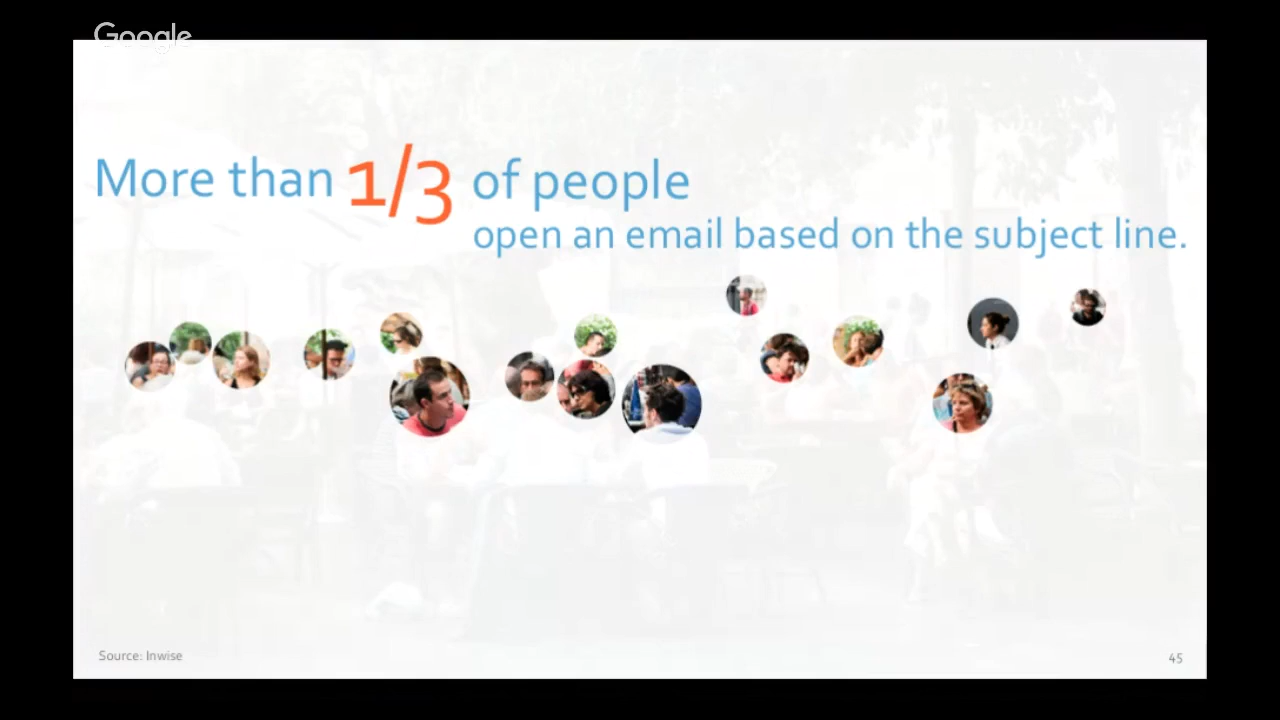 Google
More than 1/3 of people
open an email based on the subject line.
Source: Inwise
45